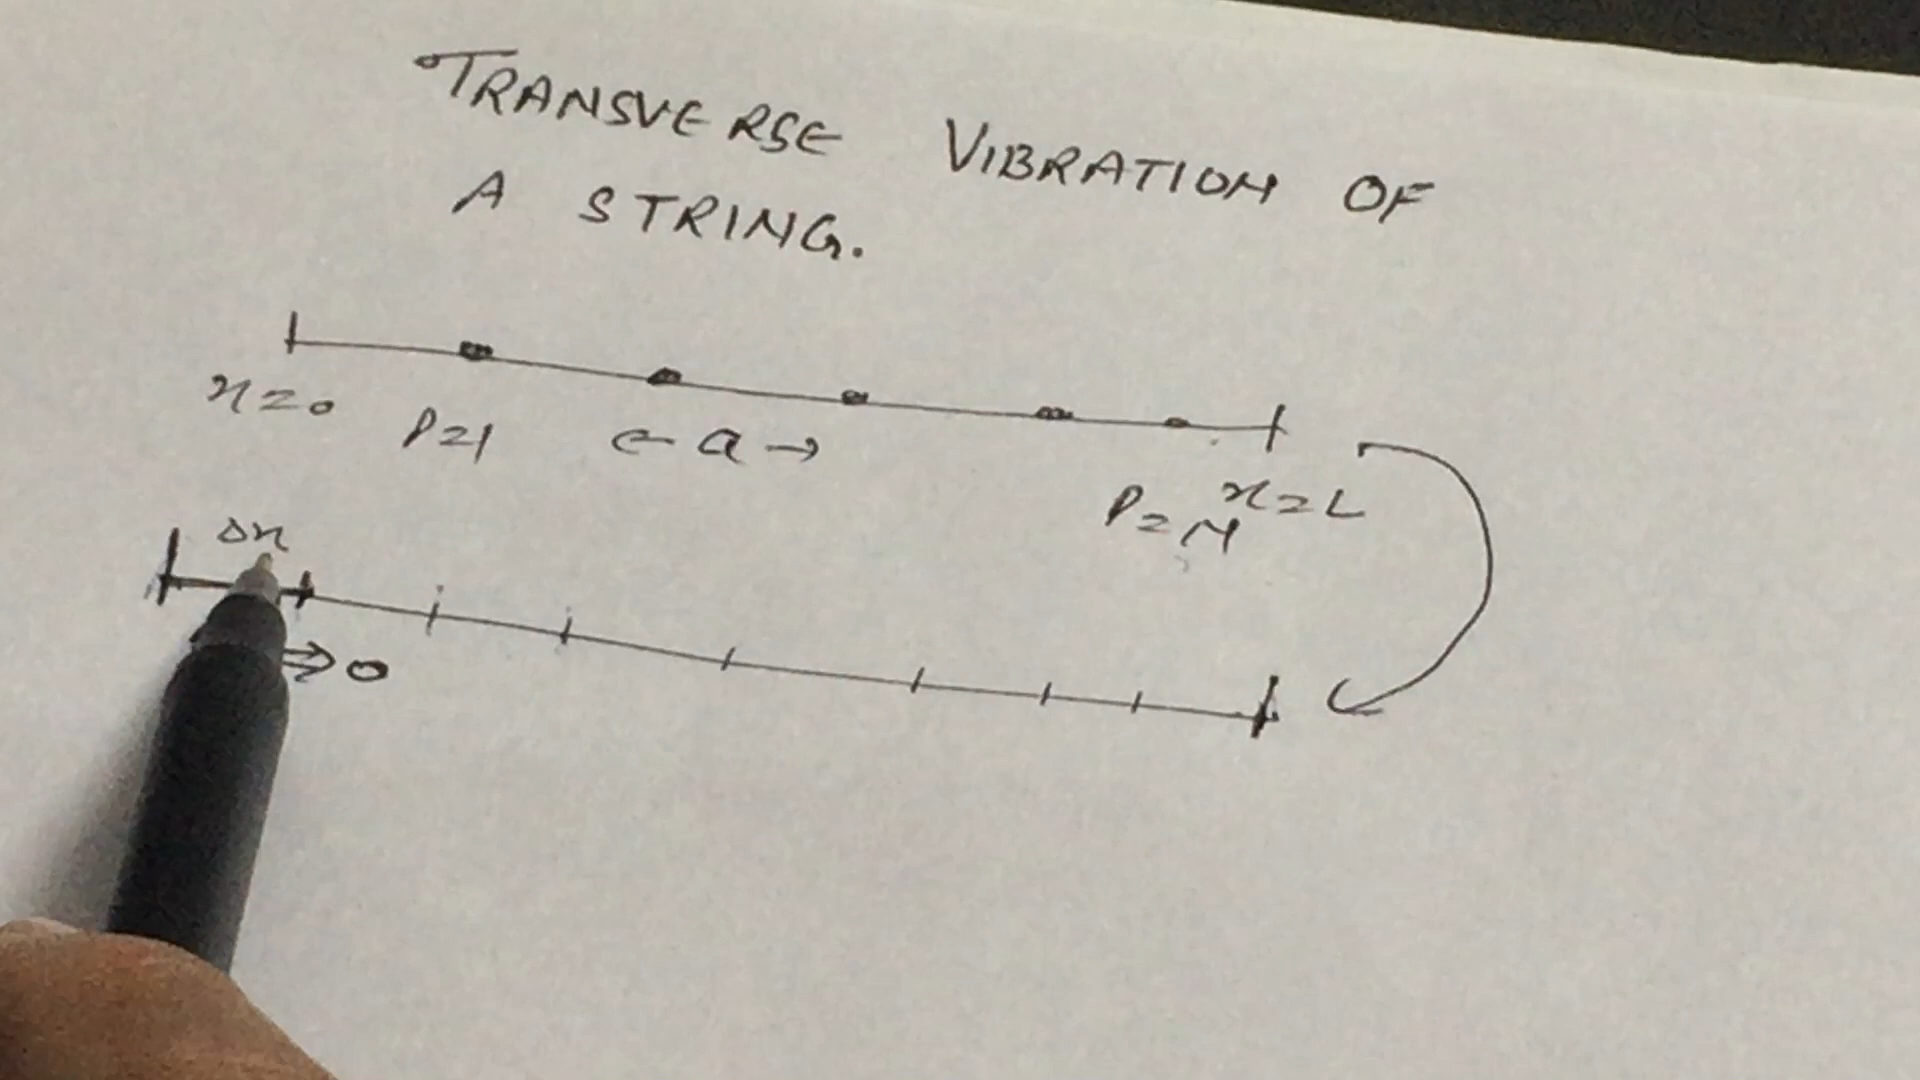 TRANSVERSE VIBRATION OF
A STRING.
x=0
P=1 ← a →
P=N x=L
Δx
⇒ 0